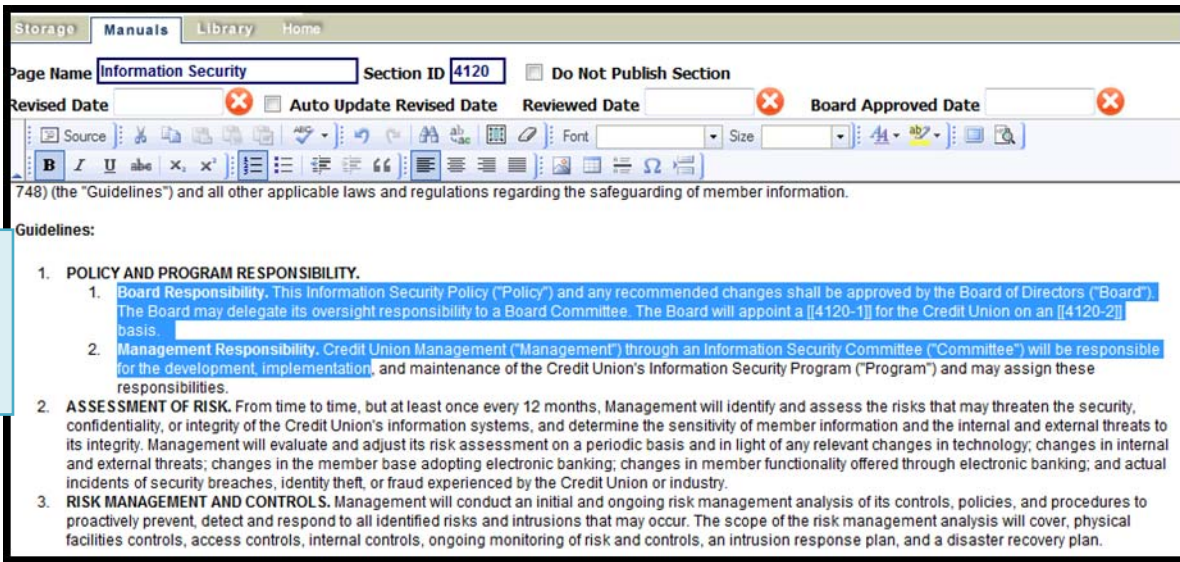 Storage Manuals Library Home
Page Name Information Security Section ID 4120 Do Not Publish Section
Revised Date Auto Update Revised Date Reviewed Date Board Approved Date
Source ABC ab ac Font Size A ab
B I U abc x₂ x² Ω
748) (the "Guidelines") and all other applicable laws and regulations regarding the safeguarding of member information.
Guidelines:
1. POLICY AND PROGRAM RESPONSIBILITY.
1. Board Responsibility. This Information Security Policy ("Policy") and any recommended changes shall be approved by the Board of Directors ("Board").
The Board may delegate its oversight responsibility to a Board Committee. The Board will appoint a [[4120-1]] for the Credit Union on an [[4120-2]]
basis.
2. Management Responsibility. Credit Union Management ("Management") through an Information Security Committee ("Committee") will be responsible
for the development, implementation, and maintenance of the Credit Union's Information Security Program ("Program") and may assign these
responsibilities.
2. ASSESSMENT OF RISK. From time to time, but at least once every 12 months, Management will identify and assess the risks that may threaten the security,
confidentiality, or integrity of the Credit Union's information systems, and determine the sensitivity of member information and the internal and external threats to
its integrity. Management will evaluate and adjust its risk assessment on a periodic basis and in light of any relevant changes in technology; changes in internal
and external threats; changes in the member base adopting electronic banking; changes in member functionality offered through electronic banking; and actual
incidents of security breaches, identity theft, or fraud experienced by the Credit Union or industry.
3. RISK MANAGEMENT AND CONTROLS. Management will conduct an initial and ongoing risk management analysis of its controls, policies, and procedures to
proactively prevent, detect and respond to all identified risks and intrusions that may occur. The scope of the risk management analysis will cover, physical
facilities controls, access controls, internal controls, ongoing monitoring of risk and controls, an intrusion response plan, and a disaster recovery plan.